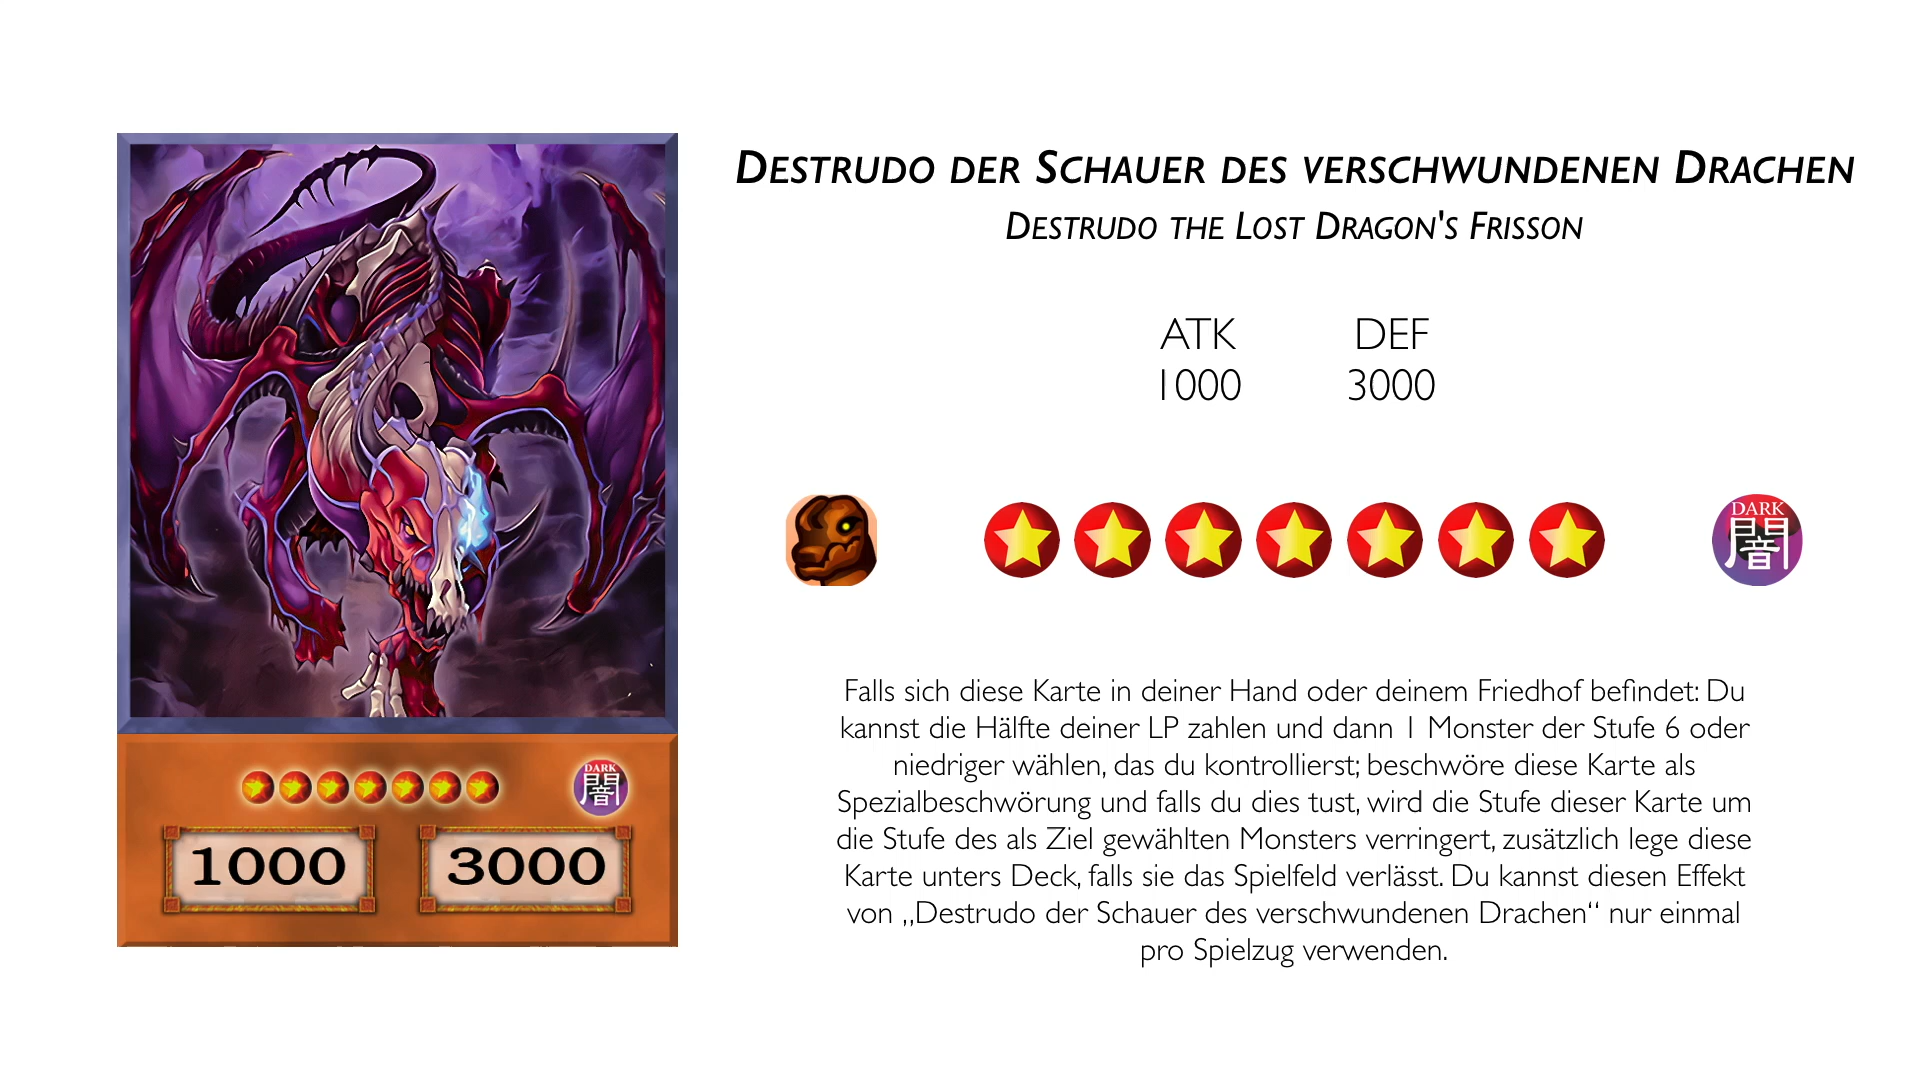 Destrudo der Schauer des verschwundenen Drachen
Destrudo the Lost Dragon's Frisson
ATK DEF
1000 3000
DARK
闇
Falls sich diese Karte in deiner Hand oder deinem Friedhof befindet: Du
kannst die Hälfte deiner LP zahlen und dann 1 Monster der Stufe 6 oder
niedriger wählen, das du kontrollierst; beschwöre diese Karte als
Spezialbeschwörung und falls du dies tust, wird die Stufe dieser Karte um
die Stufe des als Ziel gewählten Monsters verringert, zusätzlich lege diese
Karte unters Deck, falls sie das Spielfeld verlässt. Du kannst diesen Effekt
von „Destrudo der Schauer des verschwundenen Drachen“ nur einmal
pro Spielzug verwenden.
DARK
闇
1000 3000